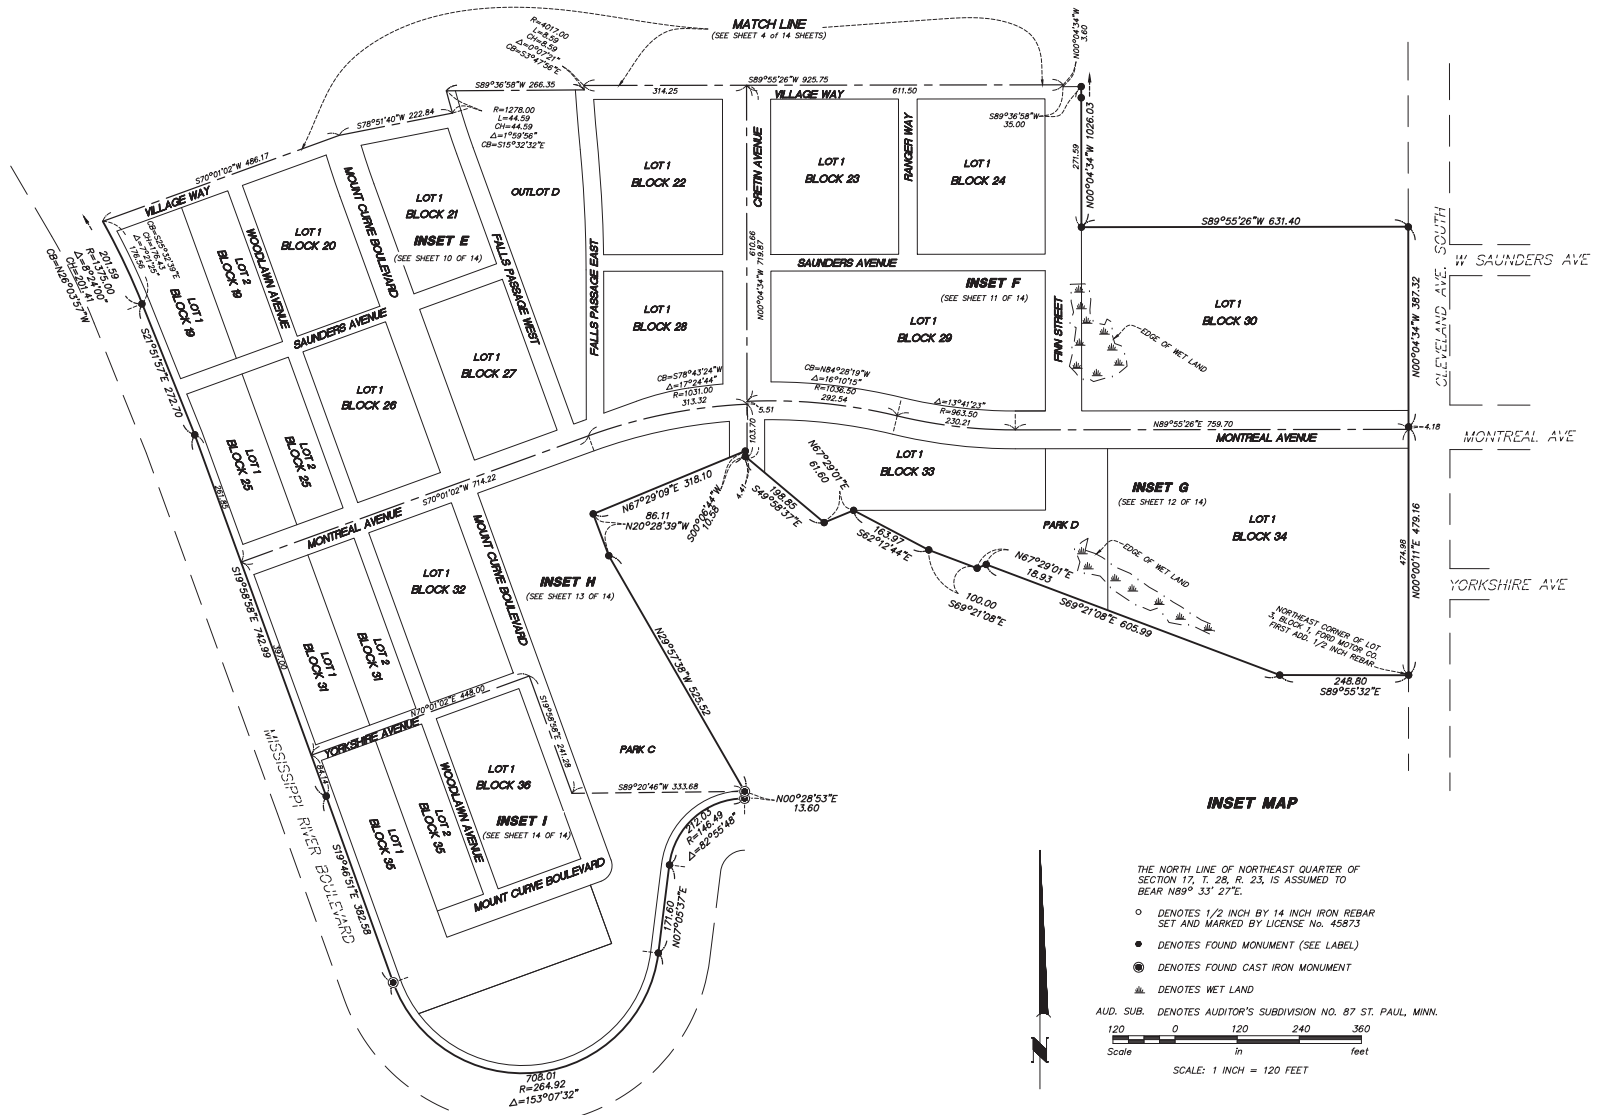 MATCH LINE
(SEE SHEET 4 of 14 SHEETS)
R=4017.00
L=8.59
CH=8.59
Δ=0°07'21"
CB=S3°47'56"E
N00°04'34"W
3.60
S89°36'58"W 266.35
S89°55'26"W 925.75
314.25
VILLAGE WAY
611.50
S78°51'40"W 222.84
R=1278.00
L=44.59
CH=44.59
Δ=1°59'56"
CB=S15°32'32"E
S89°36'58"W
35.00
271.59
N00°04'34"W 1026.03
S70°01'02"W 486.17
VILLAGE WAY
MOUNT CURVE BOULEVARD
LOT 1
BLOCK 21
OUTLOT D
LOT 1
BLOCK 22
CRETIN AVENUE
LOT 1
BLOCK 23
RANGER WAY
LOT 1
BLOCK 24
201.59
R=1375.00
Δ=8°24'00"
CH=201.41
CB=N26°03'57"W
CB=S25°32'39"E
CH=176.43
Δ=7°21'25"
176.56
LOT 1
BLOCK 19
LOT 2
BLOCK 19
WOODLAWN AVENUE
LOT 1
BLOCK 20
INSET E
(SEE SHEET 10 OF 14)
FALLS PASSAGE WEST
FALLS PASSAGE EAST
610.66
N00°04'34"W 719.87
SAUNDERS AVENUE
INSET F
(SEE SHEET 11 OF 14)
S89°55'26"W 631.40
CLEVELAND AVE. SOUTH
W SAUNDERS AVE
N00°04'34"W 387.32
LOT 1
BLOCK 30
EDGE OF WET LAND
FINN STREET
LOT 1
BLOCK 28
LOT 1
BLOCK 29
S21°51'57"E 272.70
SAUNDERS AVENUE
LOT 1
BLOCK 26
LOT 1
BLOCK 27
CB=S78°43'24"W
Δ=17°24'44"
R=1031.00
313.32
CB=N84°28'19"W
Δ=16°10'15"
R=1036.50
292.54
Δ=13°41'23"
R=963.50
230.21
5.51
103.70
N89°55'26"E 759.70
MONTREAL AVENUE
4.18
MONTREAL AVE
LOT 1
BLOCK 25
LOT 2
BLOCK 25
261.85
S70°01'02"W 714.22
MONTREAL AVENUE
N67°29'09"E 318.10
86.11
N20°28'39"W
S00°06'44"W
10.58
4.41
198.85
S49°58'37"E
N67°29'01"E
61.60
LOT 1
BLOCK 33
163.97
S62°12'44"E
INSET G
(SEE SHEET 12 OF 14)
PARK D
LOT 1
BLOCK 34
EDGE OF WET LAND
474.98
N00°00'11"E 479.16
YORKSHIRE AVE
N67°29'01"E
18.93
100.00
S69°21'08"E
S69°21'08"E 605.99
NORTHEAST CORNER OF LOT
3, BLOCK 1, FORD MOTOR CO.
FIRST ADD. 1/2 INCH REBAR
248.80
S89°55'32"E
S19°58'58"E 742.99
397.00
LOT 1
BLOCK 31
LOT 2
BLOCK 31
LOT 1
BLOCK 32
MOUNT CURVE BOULEVARD
INSET H
(SEE SHEET 13 OF 14)
N29°57'38"W 525.52
N70°01'02"E 448.00
YORKSHIRE AVENUE
84.14
S19°58'58"E 241.28
PARK C
S89°20'46"W 333.68
N00°28'53"E
13.60
212.03
R=146.49
Δ=82°55'48"
LOT 1
BLOCK 36
INSET I
(SEE SHEET 14 OF 14)
WOODLAWN AVENUE
LOT 1
BLOCK 35
LOT 2
BLOCK 35
MOUNT CURVE BOULEVARD
MISSISSIPPI RIVER BOULEVARD
S19°46'51"E 382.58
171.60
N07°05'37"E
708.01
R=264.92
Δ=153°07'32"
INSET MAP
THE NORTH LINE OF NORTHEAST QUARTER OF
SECTION 17, T. 28, R. 23, IS ASSUMED TO
BEAR N89° 33' 27"E.
DENOTES 1/2 INCH BY 14 INCH IRON REBAR
SET AND MARKED BY LICENSE No. 45873
DENOTES FOUND MONUMENT (SEE LABEL)
DENOTES FOUND CAST IRON MONUMENT
DENOTES WET LAND
AUD. SUB. DENOTES AUDITOR'S SUBDIVISION NO. 87 ST. PAUL, MINN.
120 0 120 240 360
Scale in feet
SCALE: 1 INCH = 120 FEET
N